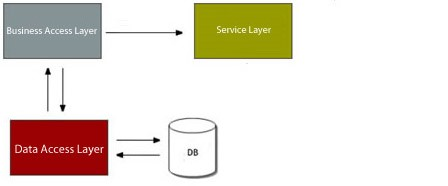 Business Access Layer
Service Layer
Data Access Layer
DB